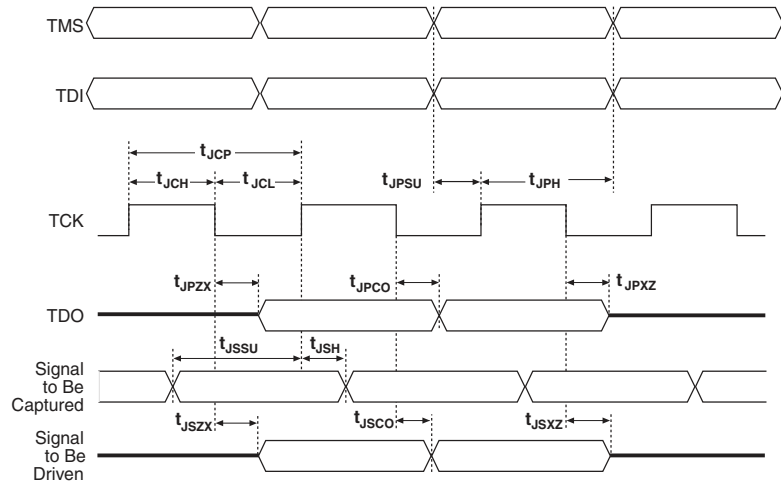 TMS
TDI
tJCP
tJCH
tJCL
tJPSU
tJPH
TCK
tJPZX
tJPCO
tJPXZ
TDO
tJSSU
tJSH
Signal
to Be
Captured
tJSZX
tJSCO
tJSXZ
Signal
to Be
Driven